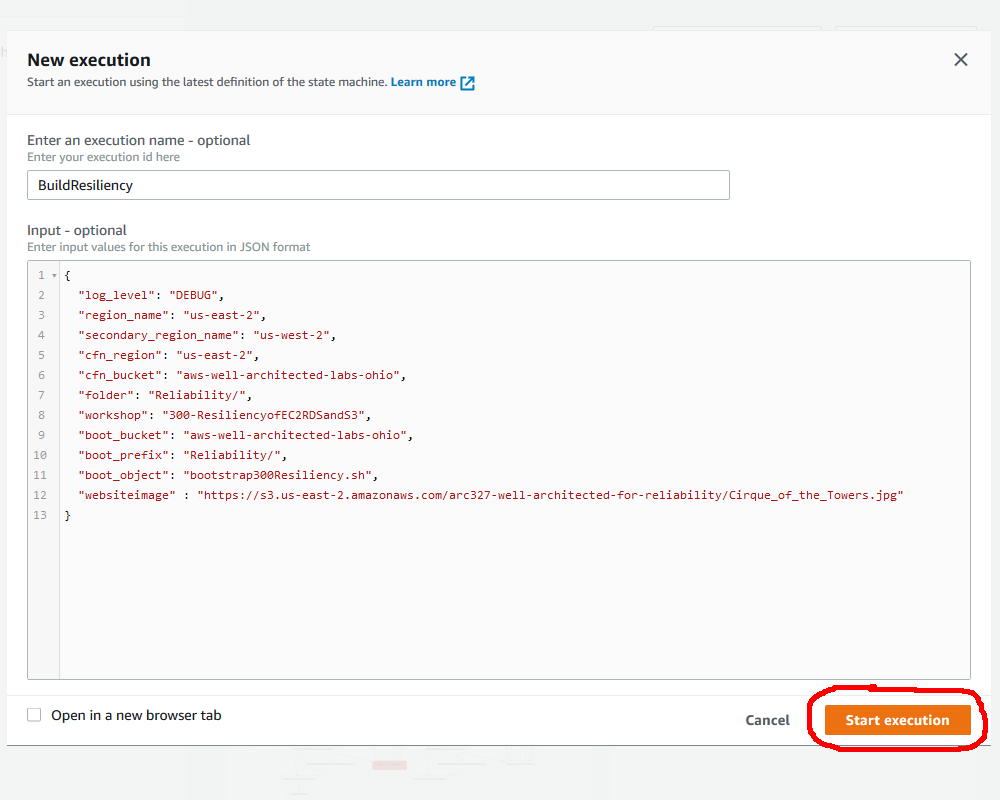 New execution
Start an execution using the latest definition of the state machine. Learn more
Enter an execution name - optional
Enter your execution id here
BuildResiliency
Input - optional
Enter input values for this execution in JSON format
1 {
2 "log_level": "DEBUG",
3 "region_name": "us-east-2",
4 "secondary_region_name": "us-west-2",
5 "cfn_region": "us-east-2",
6 "cfn_bucket": "aws-well-architected-labs-ohio",
7 "folder": "Reliability/",
8 "workshop": "300-ResiliencyofEC2RDSandS3",
9 "boot_bucket": "aws-well-architected-labs-ohio",
10 "boot_prefix": "Reliability/",
11 "boot_object": "bootstrap300Resiliency.sh",
12 "websiteimage" : "https://s3.us-east-2.amazonaws.com/arc327-well-architected-for-reliability/Cirque_of_the_Towers.jpg"
13 }
Open in a new browser tab
Cancel
Start execution